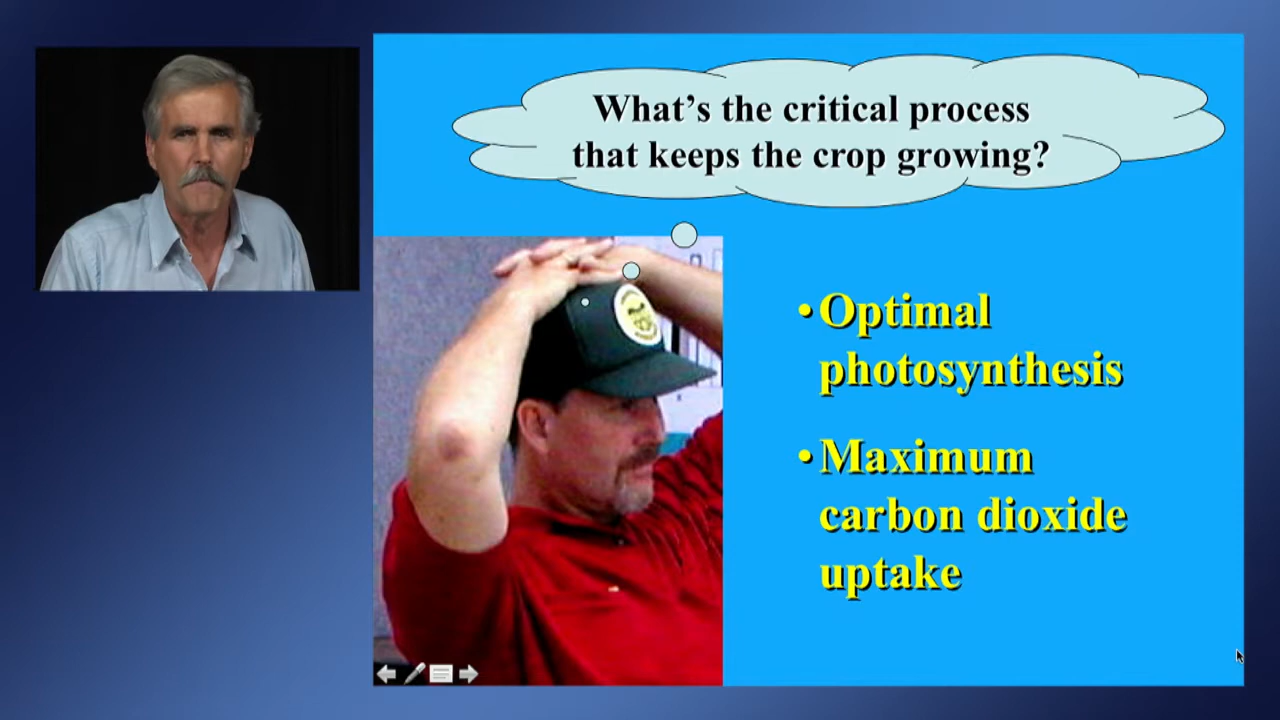 What's the critical process
that keeps the crop growing?
• Optimal
photosynthesis
• Maximum
carbon dioxide
uptake